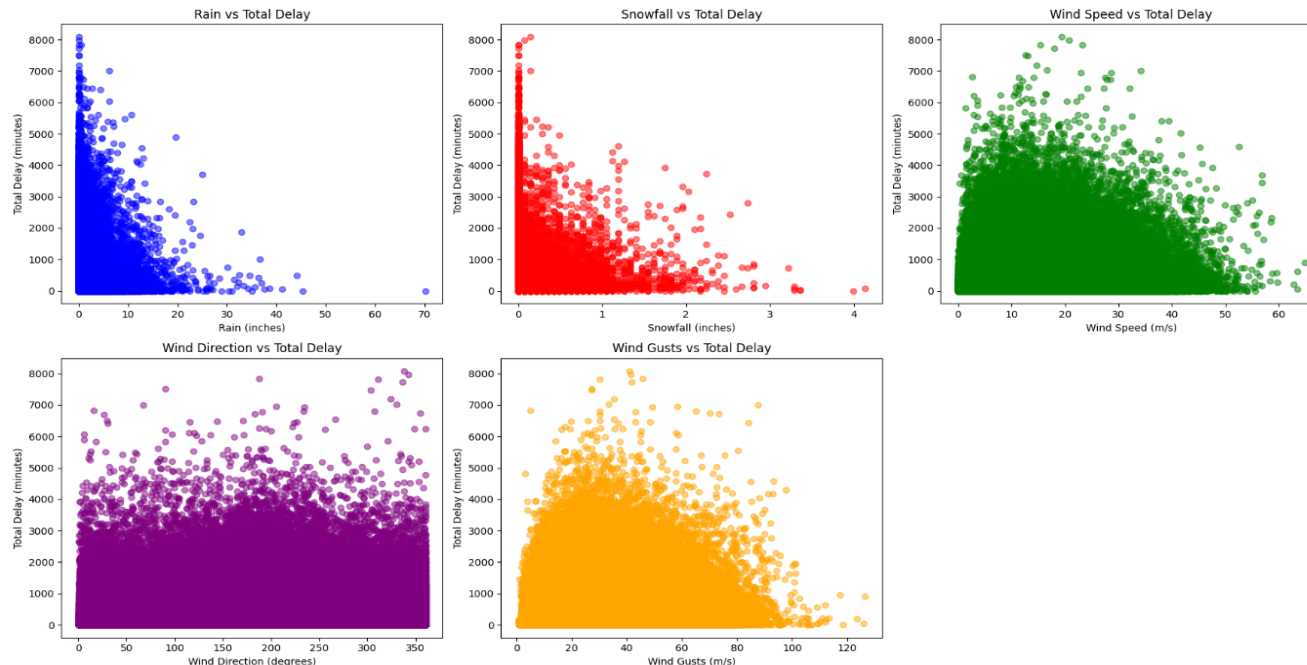 Rain vs Total Delay
Total Delay (minutes)
8000
7000
6000
5000
4000
3000
2000
1000
0
0 10 20 30 40 50 60 70
Rain (inches)
Snowfall vs Total Delay
Total Delay (minutes)
8000
7000
6000
5000
4000
3000
2000
1000
0
0 1 2 3 4
Snowfall (inches)
Wind Speed vs Total Delay
Total Delay (minutes)
8000
7000
6000
5000
4000
3000
2000
1000
0
0 10 20 30 40 50 60
Wind Speed (m/s)
Wind Direction vs Total Delay
Total Delay (minutes)
8000
7000
6000
5000
4000
3000
2000
1000
0
0 50 100 150 200 250 300 350
Wind Direction (degrees)
Wind Gusts vs Total Delay
Total Delay (minutes)
8000
7000
6000
5000
4000
3000
2000
1000
0
0 20 40 60 80 100 120
Wind Gusts (m/s)